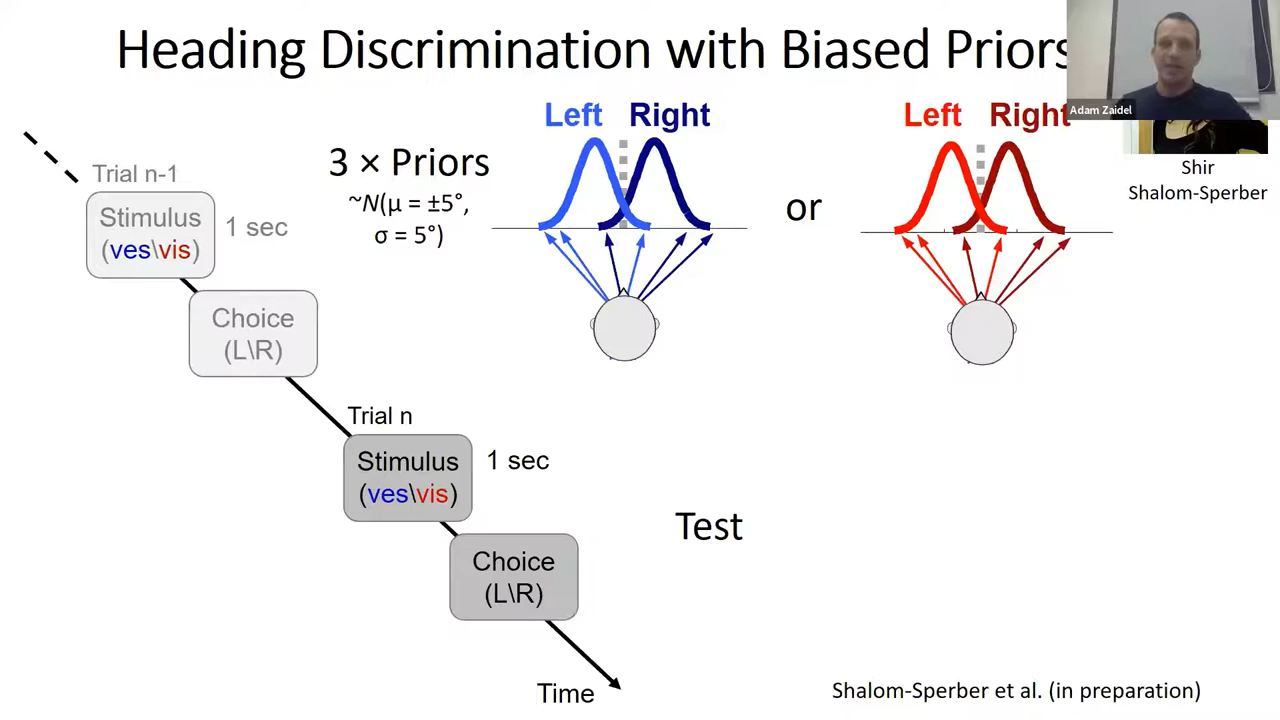 Heading Discrimination with Biased Priors
Adam Zaidel
Shir
Shalom-Sperber
Trial n-1
Stimulus
(ves\vis)
1 sec
Choice
(L\R)
3 × Priors
~N(μ = ±5°,
σ = 5°)
Left Right
or
Left Right
Trial n
Stimulus
(ves\vis)
1 sec
Choice
(L\R)
Test
Time
Shalom-Sperber et al. (in preparation)